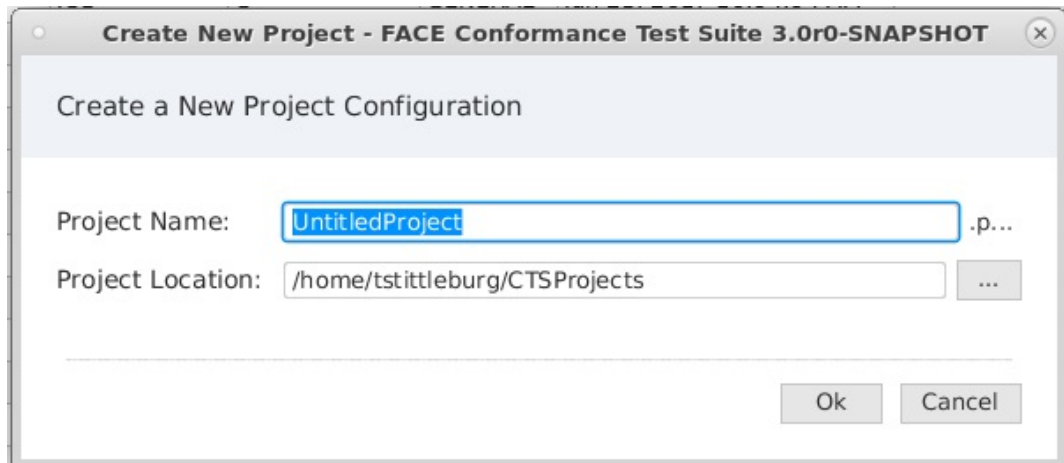 Create New Project - FACE Conformance Test Suite 3.0r0-SNAPSHOT
Create a New Project Configuration
Project Name: UntitledProject .p...
Project Location: /home/tstittleburg/CTSProjects ...
Ok Cancel